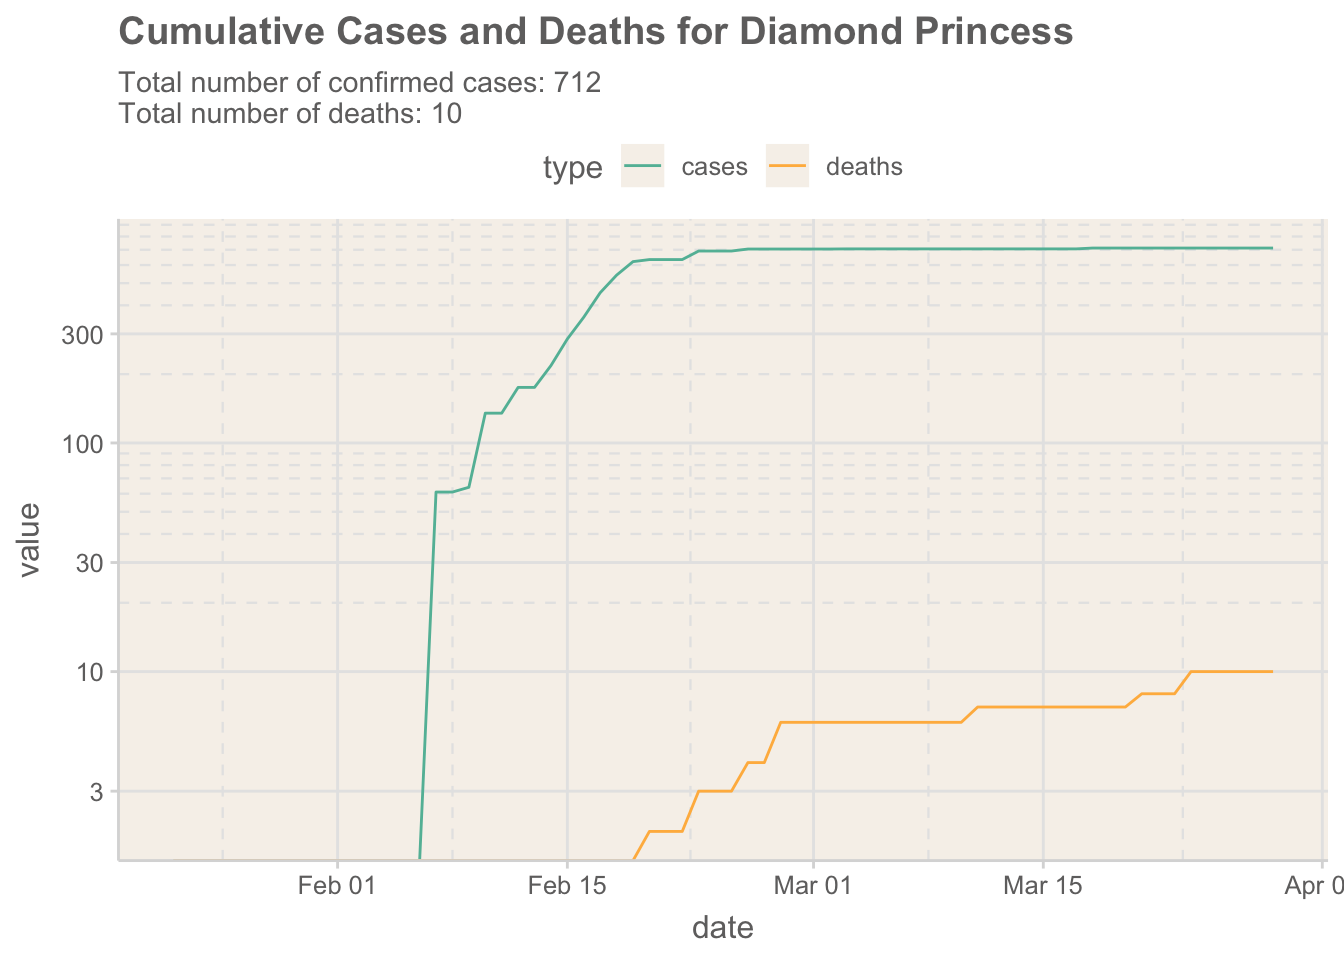 Cumulative Cases and Deaths for Diamond Princess
Total number of confirmed cases: 712
Total number of deaths: 10
type cases deaths
300
100
30
10
3
value
Feb 01 Feb 15 Mar 01 Mar 15 Apr 0
date